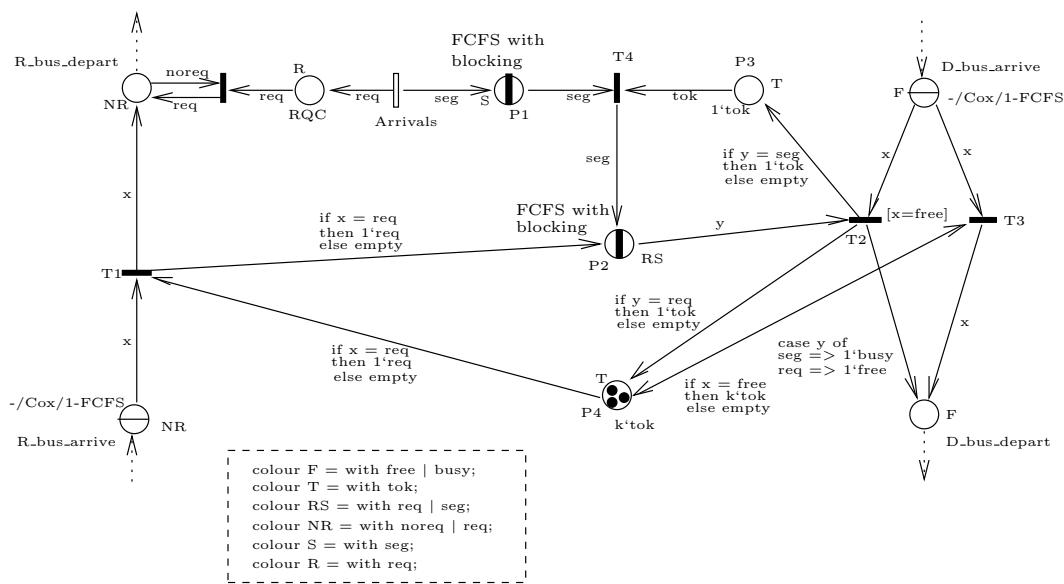 R_bus_depart
NR
noreq
req
req
R
RQC
req
Arrivals
seg
FCFS with
blocking
S
P1
seg
T4
tok
P3
T
1‘tok
D_bus_arrive
F
-/Cox/1-FCFS
seg
if y = seg
then 1‘tok
else empty
x
x
x
if x = req
then 1‘req
else empty
FCFS with
blocking
P2
RS
y
T2
[x=free]
T3
T1
x
if x = req
then 1‘req
else empty
if y = req
then 1‘tok
else empty
T
P4
k‘tok
if x = free
then k‘tok
else empty
case y of
seg => 1‘busy
req => 1‘free
x
-/Cox/1-FCFS
NR
R_bus_arrive
F
D_bus_depart
colour F = with free | busy;
colour T = with tok;
colour RS = with req | seg;
colour NR = with noreq | req;
colour S = with seg;
colour R = with req;